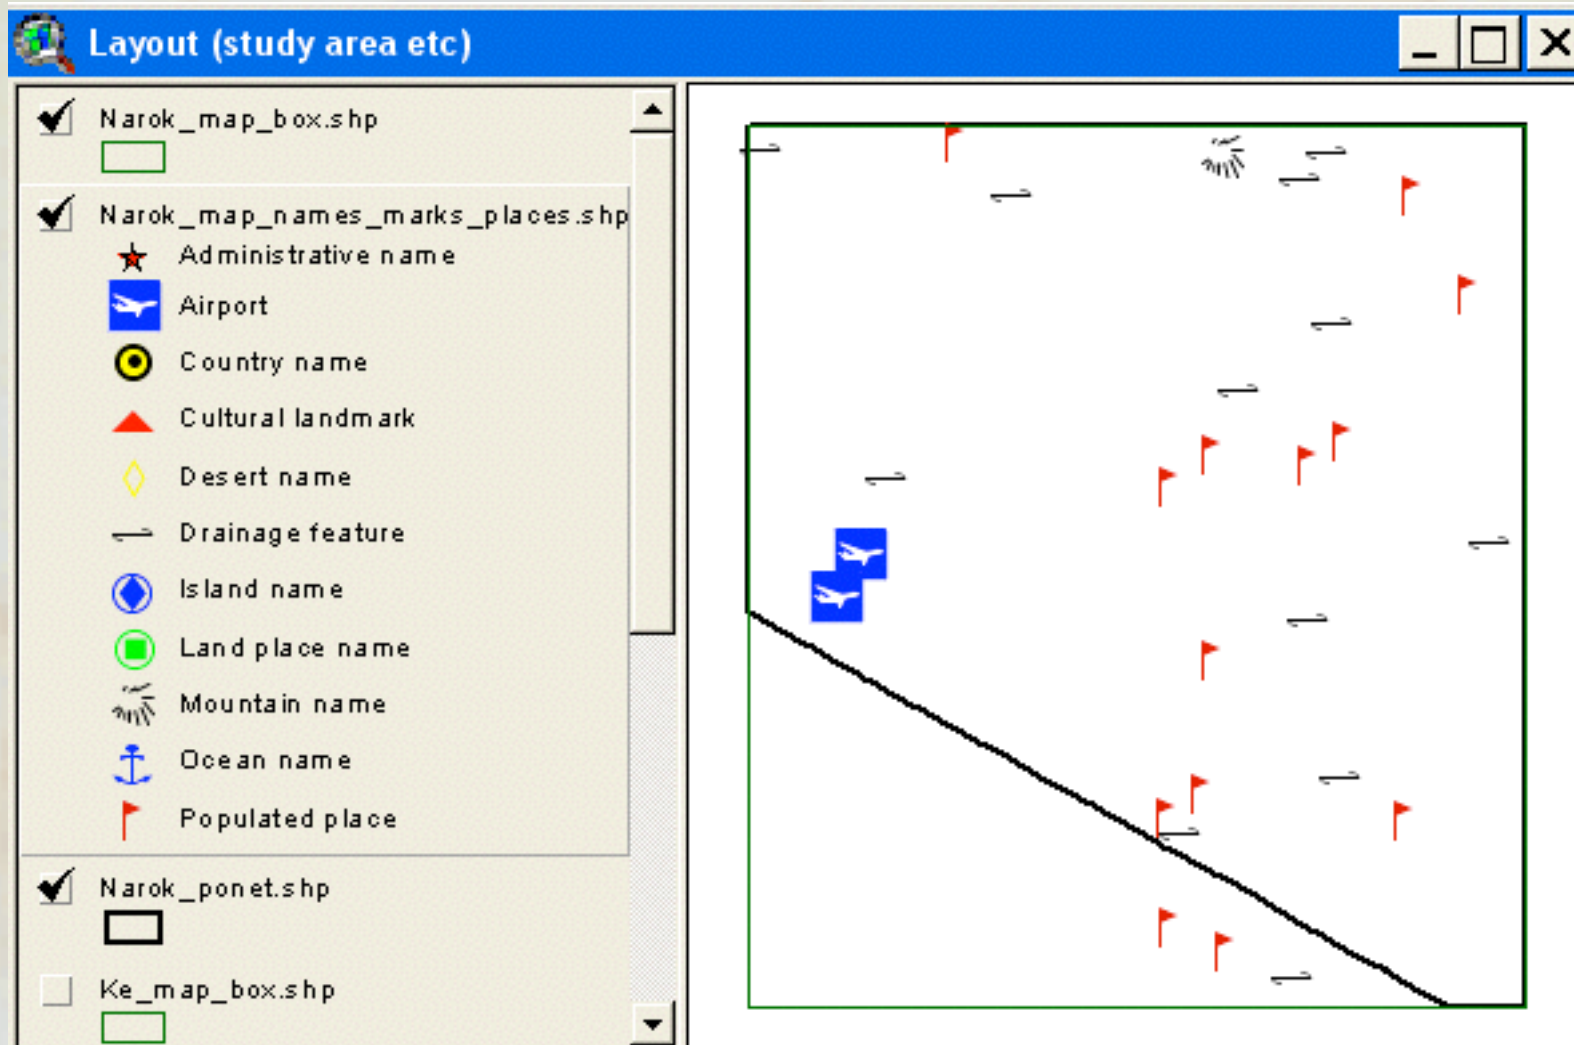 Layout (study area etc)
Narok_map_box.shp
Narok_map_names_marks_places.shp
Administrative name
Airport
Country name
Cultural landmark
Desert name
Drainage feature
Island name
Land place name
Mountain name
Ocean name
Populated place
Narok_ponet.shp
Ke_map_box.shp